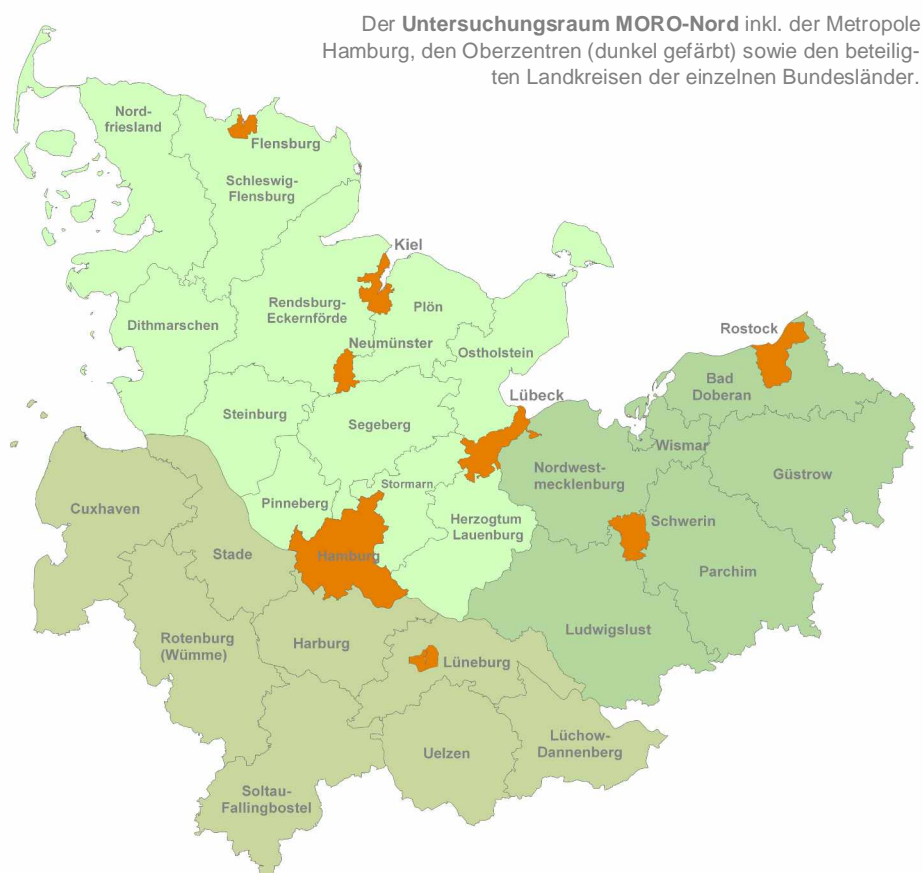 Der Untersuchungsraum MORO-Nord inkl. der Metropole
Hamburg, den Oberzentren (dunkel gefärbt) sowie den beteilig-
ten Landkreisen der einzelnen Bundesländer.
Nord-
friesland
Flensburg
Schleswig-
Flensburg
Kiel
Rendsburg-
Eckernförde
Plön
Dithmarschen
Neumünster
Ostholstein
Rostock
Bad
Doberan
Lübeck
Steinburg
Segeberg
Wismar
Nordwest-
mecklenburg
Güstrow
Stormarn
Pinneberg
Cuxhaven
Herzogtum
Lauenburg
Schwerin
Stade
Hamburg
Parchim
Rotenburg
(Wümme)
Harburg
Ludwigslust
Lüneburg
Uelzen
Lüchow-
Dannenberg
Soltau-
Fallingbostel